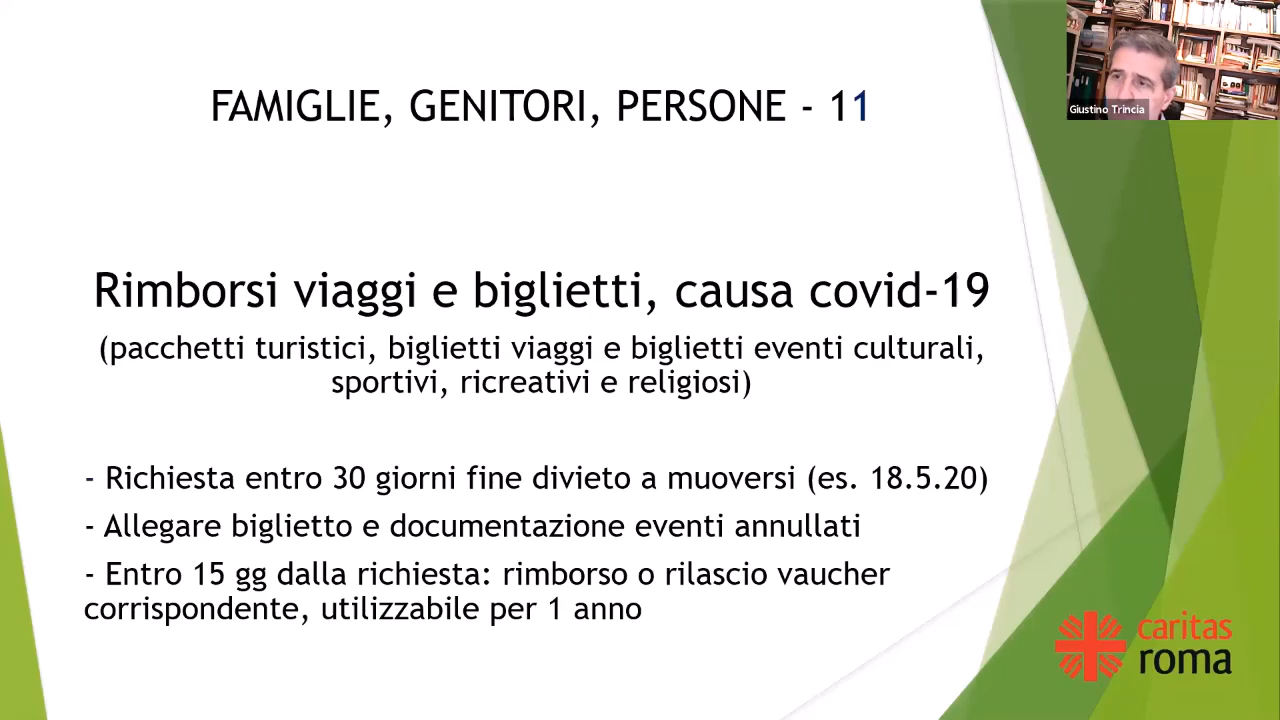 FAMIGLIE, GENITORI, PERSONE - 11
Giustino Trincia
Rimborsi viaggi e biglietti, causa covid-19
(pacchetti turistici, biglietti viaggi e biglietti eventi culturali,
sportivi, ricreativi e religiosi)
- Richiesta entro 30 giorni fine divieto a muoversi (es. 18.5.20)
- Allegare biglietto e documentazione eventi annullati
- Entro 15 gg dalla richiesta: rimborso o rilascio vaucher
corrispondente, utilizzabile per 1 anno
caritas
roma